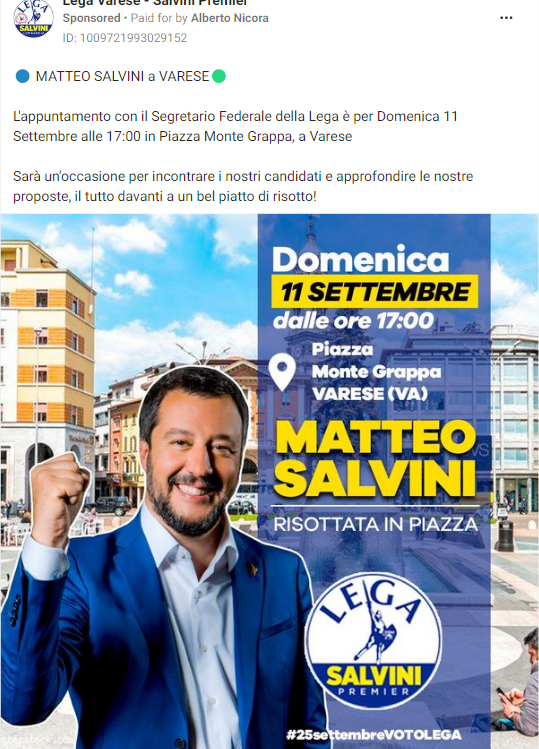 Lega Varese - Salvini Premier
Sponsored • Paid for by Alberto Nicora
ID: 1009721993029152
MATTEO SALVINI a VARESE
L'appuntamento con il Segretario Federale della Lega è per Domenica 11
Settembre alle 17:00 in Piazza Monte Grappa, a Varese
Sarà un'occasione per incontrare i nostri candidati e approfondire le nostre
proposte, il tutto davanti a un bel piatto di risotto!
Domenica
11 SETTEMBRE
dalle ore 17:00
Piazza
Monte Grappa
VARESE (VA)
MATTEO
SALVINI
RISOTTATA IN PIAZZA
LEGA
SALVINI
PREMIER
#25settembreVOTOLEGA